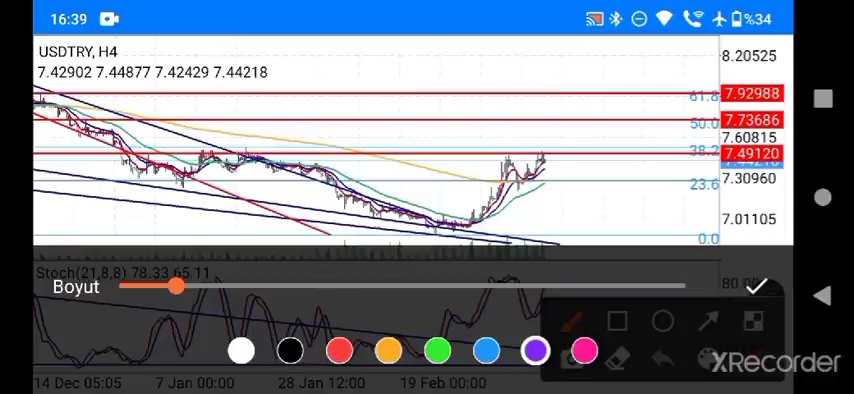 16:39
%34
USDTRY, H4
7.42902 7.44877 7.42429 7.44218
8.20525
61.8
7.92988
50.0
7.73686
7.60815
38.2
7.49120
7.30960
23.6
7.01105
0.0
Stoch(21,8,8) 78.33 65.11
80.00
Boyut
XRecorder
14 Dec 05:05
7 Jan 00:00
28 Jan 12:00
19 Feb 00:00